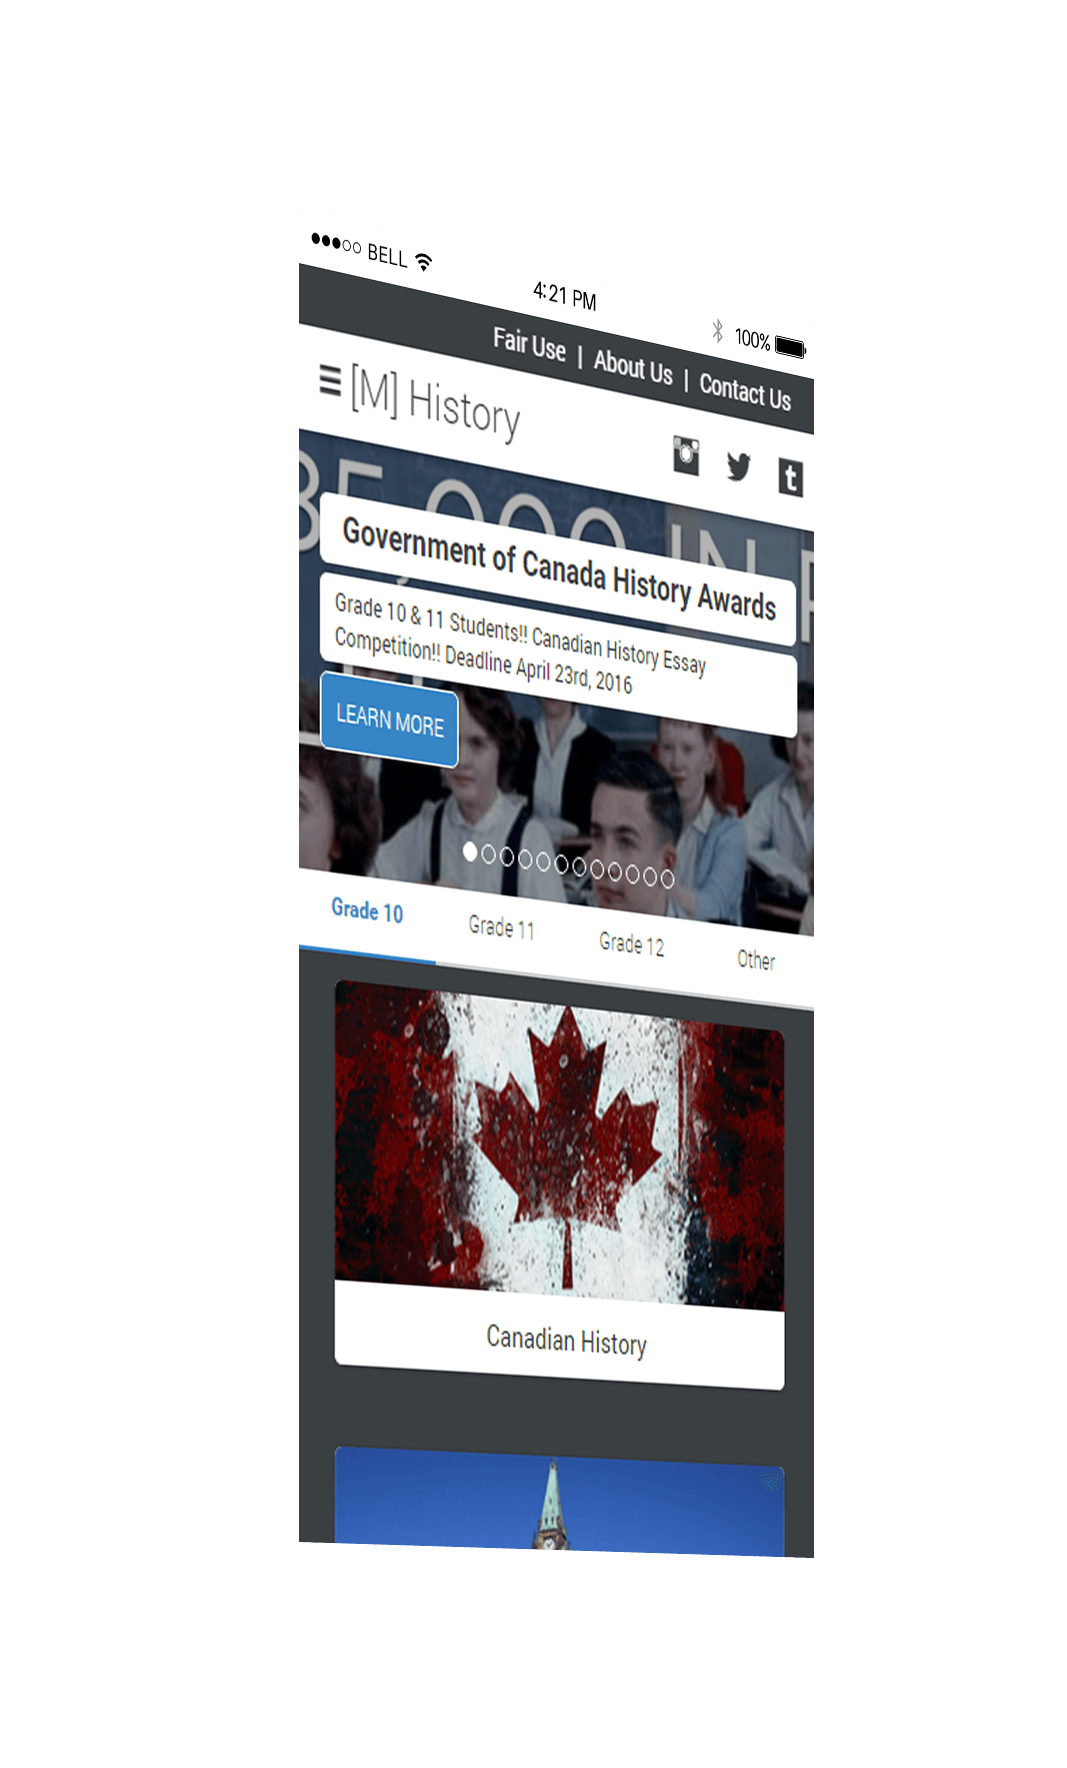 BELL
4:21 PM
100%
Fair Use | About Us | Contact Us
[M] History
Government of Canada History Awards
Grade 10 & 11 Students!! Canadian History Essay
Competition!! Deadline April 23rd, 2016
LEARN MORE
Grade 10 Grade 11 Grade 12 Other
Canadian History